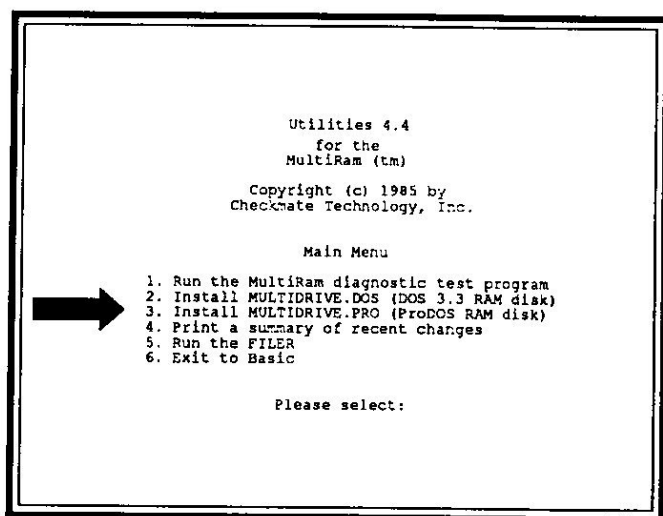 Utilities 4.4
for the
MultiRam (tm)
Copyright (c) 1985 by
Checkmate Technology, Inc.
Main Menu
1. Run the MultiRam diagnostic test program
2. Install MULTIDRIVE.DOS (DOS 3.3 RAM disk)
3. Install MULTIDRIVE.PRO (ProDOS RAM disk)
4. Print a summary of recent changes
5. Run the FILER
6. Exit to Basic
Please select: